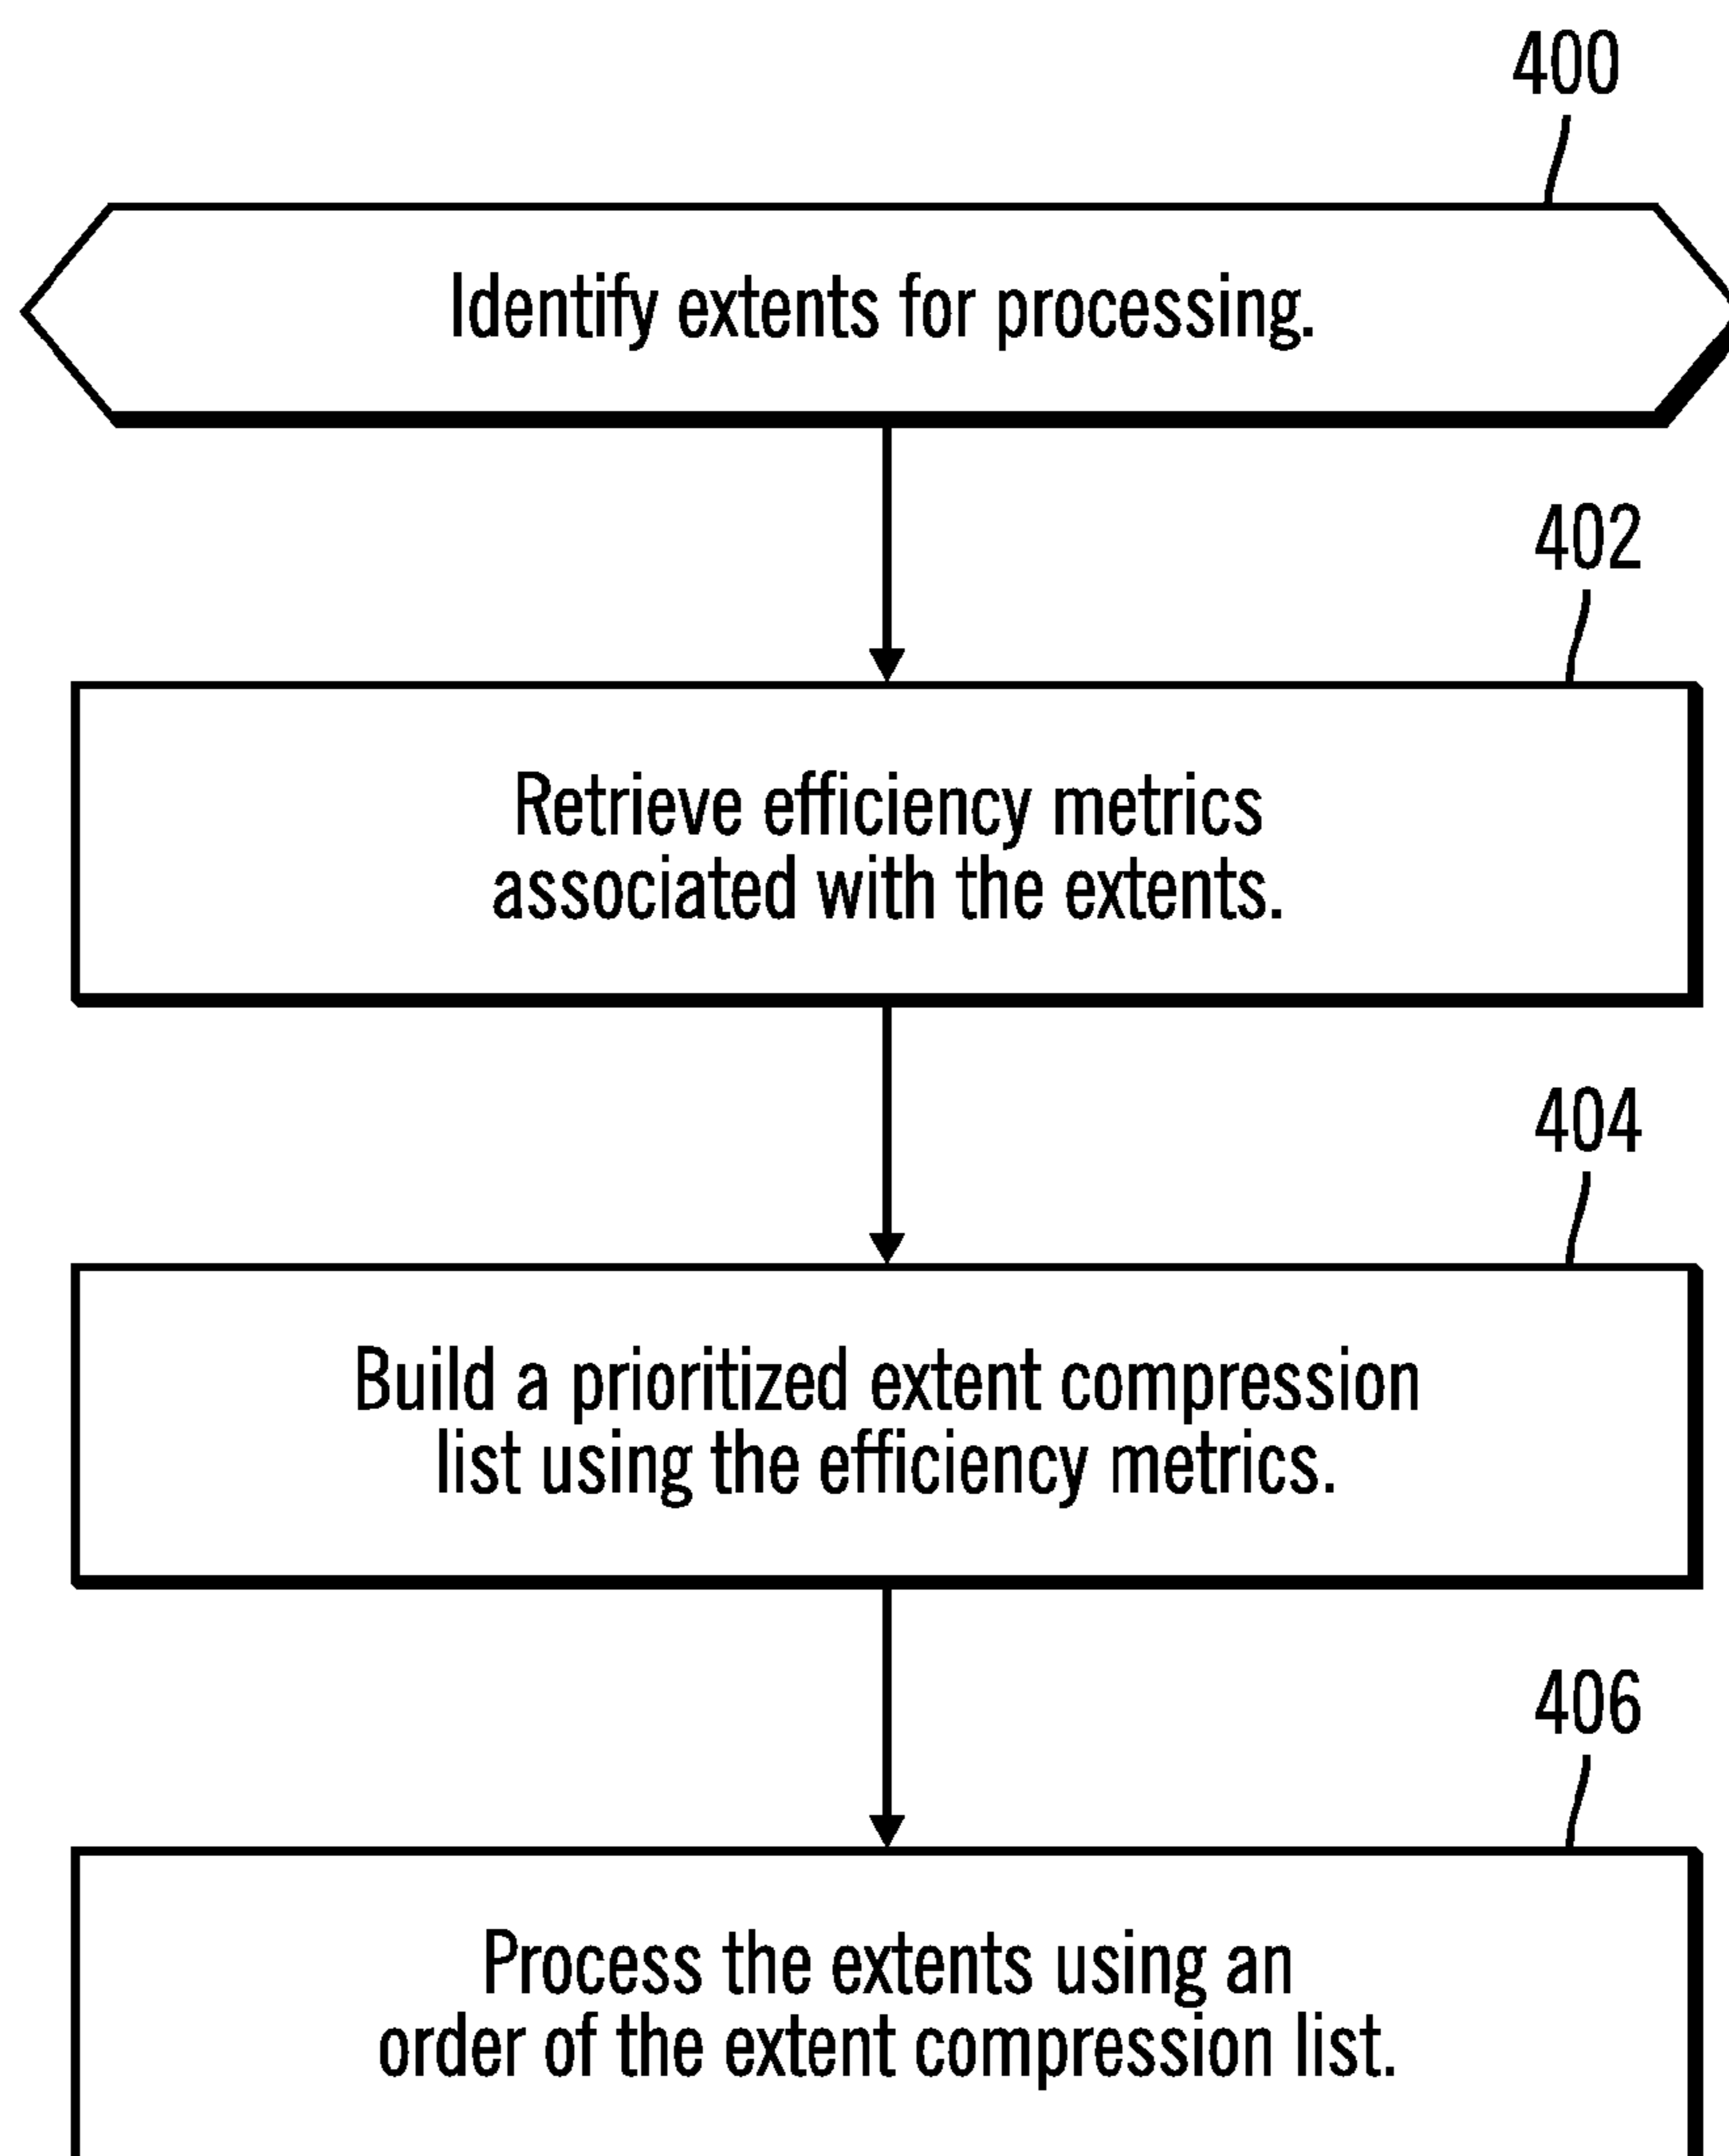 400
Identify extents for processing.
402
Retrieve efficiency metrics
associated with the extents.
404
Build a prioritized extent compression
list using the efficiency metrics.
406
Process the extents using an
order of the extent compression list.